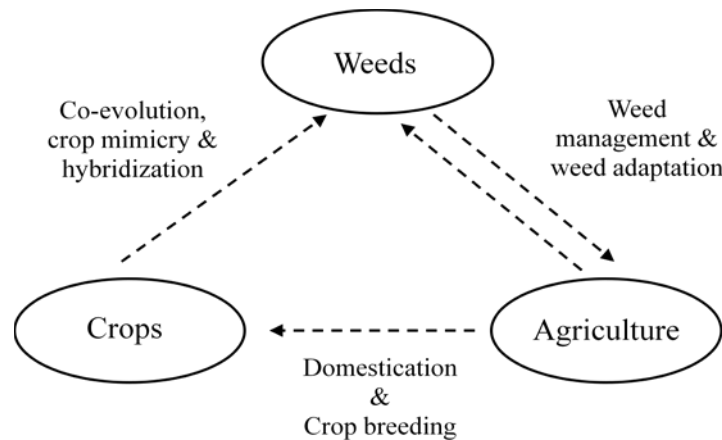 Weeds
Co-evolution,
crop mimicry &
hybridization
Weed
management &
weed adaptation
Crops
Agriculture
Domestication
&
Crop breeding